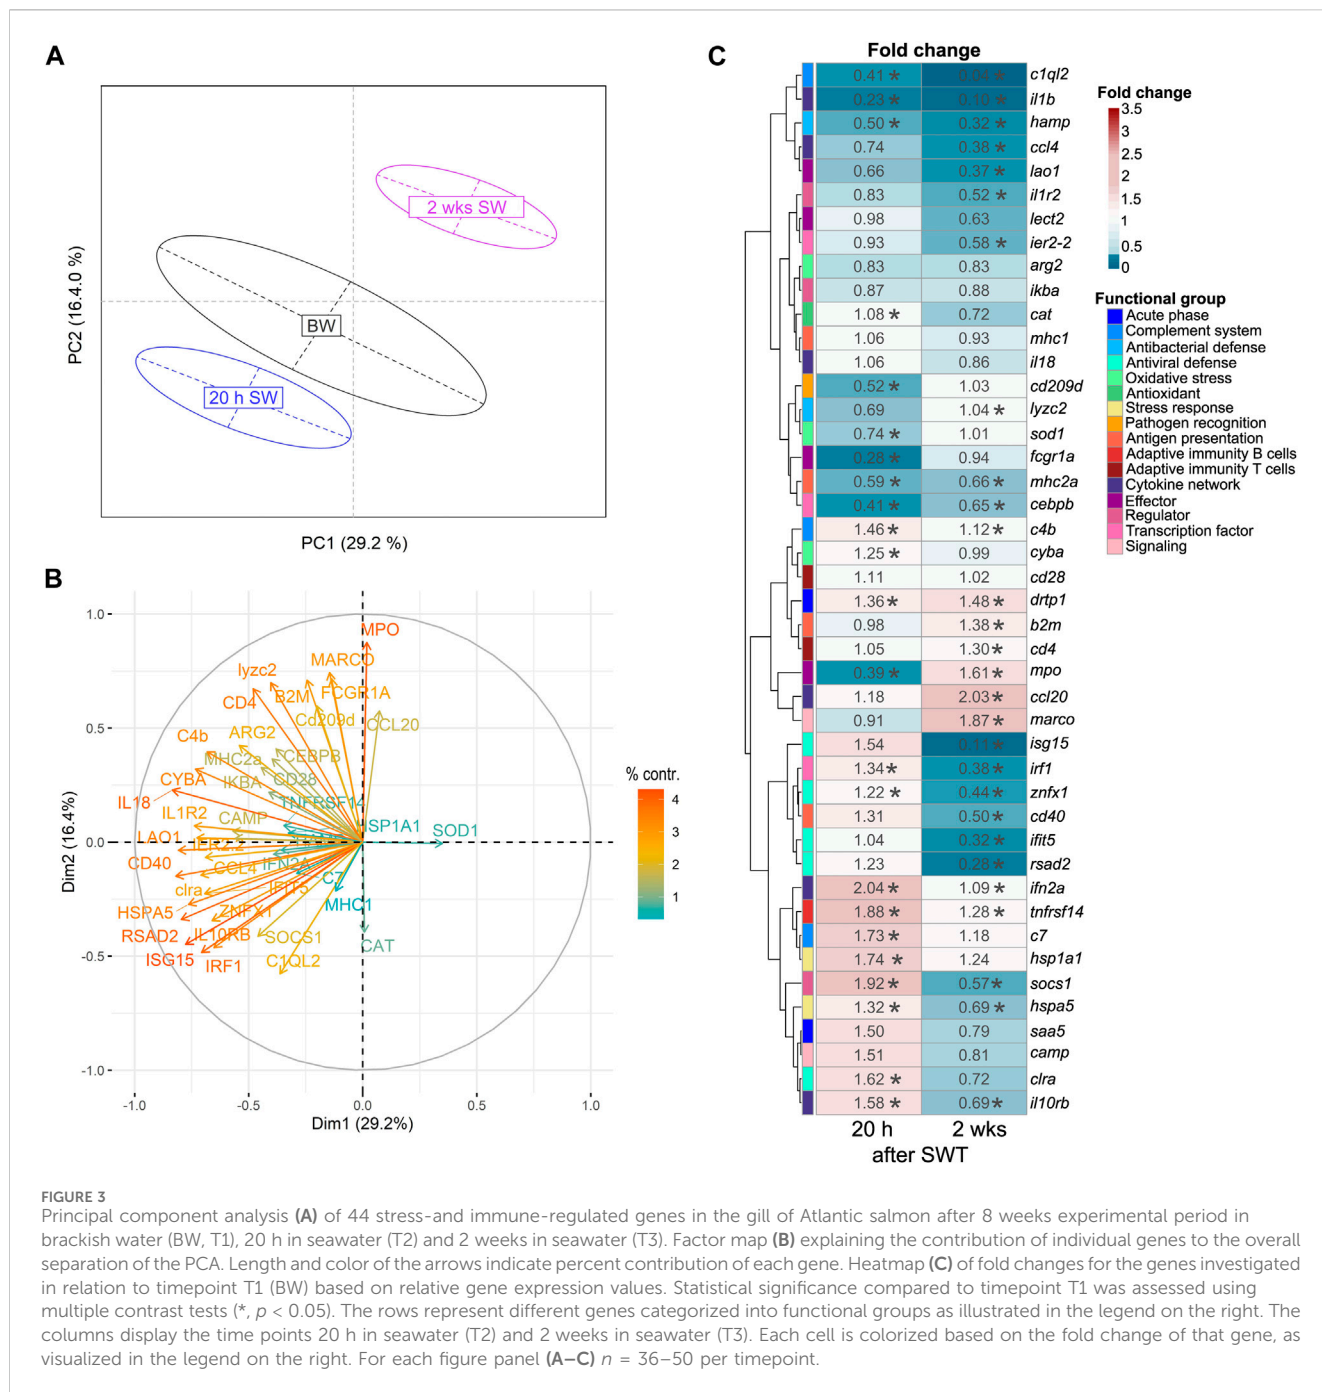 A
PC2 (16.4.0 %)
2 wks SW
BW
20 h SW
PC1 (29.2 %)
B
Dim2 (16.4%)
1.0
0.5
0.0
-0.5
-1.0
MPO
MARCO
lyzc2
B2M
FCGR1A
CD4
Cd209d
CCL20
C4b
ARG2
MHC2a
CEBPB
CYBA
IKBA
CD28
IL18
TNFRSF14
IL1R2
CAMP
ISP1A1
SOD1
LAO1
IER2.2
CD40
CCL4
IFN2A
clra
IFIT5
C7
HSPA5
ZNFX1
MHC1
RSAD2
IL10RB
SOCS1
CAT
ISG15
IRF1
C1QL2
-1.0 -0.5 0.0 0.5 1.0
Dim1 (29.2%)
% contr.
4
3
2
1
C
Fold change
0.41 * 0.04 * c1ql2
0.23 * 0.10 * il1b
0.50 * 0.32 * hamp
0.74 0.38 * ccl4
0.66 0.37 * lao1
0.83 0.52 * il1r2
0.98 0.63 lect2
0.93 0.58 * ier2-2
0.83 0.83 arg2
0.87 0.88 ikba
1.08 * 0.72 cat
1.06 0.93 mhc1
1.06 0.86 il18
0.52 * 1.03 cd209d
0.69 1.04 * lyzc2
0.74 * 1.01 sod1
0.28 * 0.94 fcgr1a
0.59 * 0.66 * mhc2a
0.41 * 0.65 * cebpb
1.46 * 1.12 * c4b
1.25 * 0.99 cyba
1.11 1.02 cd28
1.36 * 1.48 * drtp1
0.98 1.38 * b2m
1.05 1.30 * cd4
0.39 * 1.61 * mpo
1.18 2.03 * ccl20
0.91 1.87 * marco
1.54 0.11 * isg15
1.34 * 0.38 * irf1
1.22 * 0.44 * znfx1
1.31 0.50 * cd40
1.04 0.32 * ifit5
1.23 0.28 * rsad2
2.04 * 1.09 * ifn2a
1.88 * 1.28 * tnfrsf14
1.73 * 1.18 c7
1.74 * 1.24 hsp1a1
1.92 * 0.57 * socs1
1.32 * 0.69 * hspa5
1.50 0.79 saa5
1.51 0.81 camp
1.62 * 0.72 clra
1.58 * 0.69 * il10rb
20 h 2 wks
after SWT
Fold change
3.5
3
2.5
2
1.5
1
0.5
0
Functional group
Acute phase
Complement system
Antibacterial defense
Antiviral defense
Oxidative stress
Antioxidant
Stress response
Pathogen recognition
Antigen presentation
Adaptive immunity B cells
Adaptive immunity T cells
Cytokine network
Effector
Regulator
Transcription factor
Signaling
FIGURE 3
Principal component analysis (A) of 44 stress-and immune-regulated genes in the gill of Atlantic salmon after 8 weeks experimental period in
brackish water (BW, T1), 20 h in seawater (T2) and 2 weeks in seawater (T3). Factor map (B) explaining the contribution of individual genes to the overall
separation of the PCA. Length and color of the arrows indicate percent contribution of each gene. Heatmap (C) of fold changes for the genes investigated
in relation to timepoint T1 (BW) based on relative gene expression values. Statistical significance compared to timepoint T1 was assessed using
multiple contrast tests (*, p < 0.05). The rows represent different genes categorized into functional groups as illustrated in the legend on the right. The
columns display the time points 20 h in seawater (T2) and 2 weeks in seawater (T3). Each cell is colorized based on the fold change of that gene, as
visualized in the legend on the right. For each figure panel (A–C) n = 36–50 per timepoint.